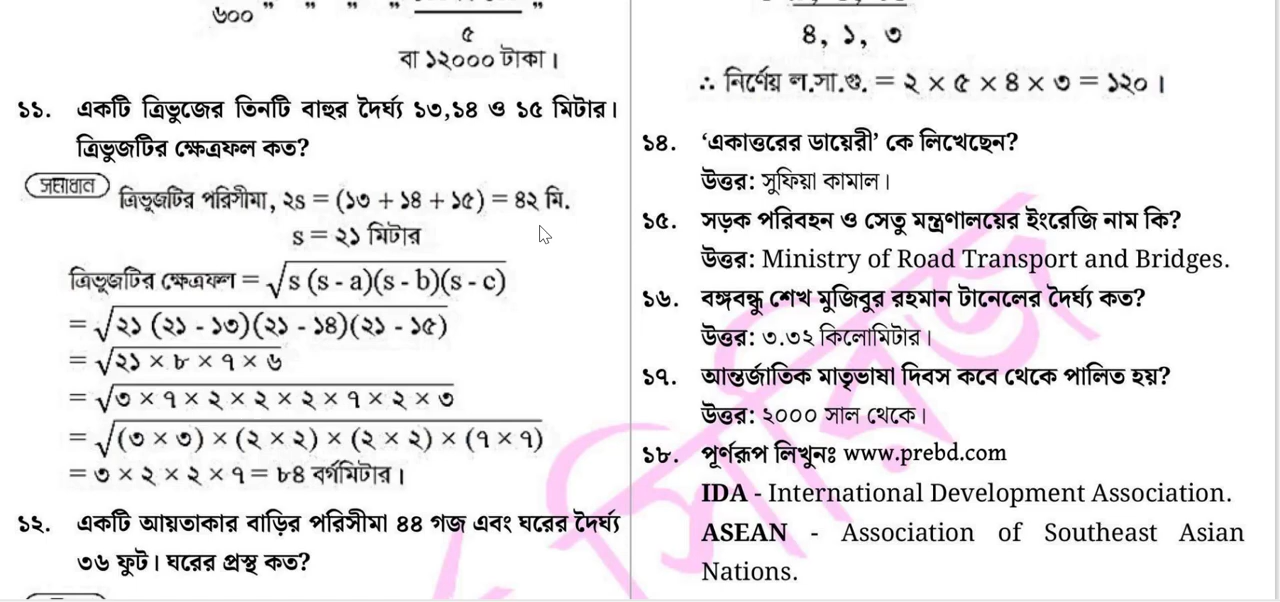 ৬০০ " " " " "
৫
বা ১২০০০ টাকা।
১১. একটি ত্রিভুজের তিনটি বাহুর দৈর্ঘ্য ১৩,১৪ ও ১৫ মিটার।
ত্রিভুজটির ক্ষেত্রফল কত?
সমাধান
ত্রিভুজটির পরিসীমা, ২s = (১৩ + ১৪ + ১৫) = ৪২ মি.
s = ২১ মিটার
ত্রিভুজটির ক্ষেত্রফল = √s (s - a)(s - b)(s - c)
= √২১ (২১ - ১৩)(২১ - ১৪)(২১ - ১৫)
= √২১ × ৮ × ৭ × ৬
= √৩ × ৭ × ২ × ২ × ২ × ৭ × ২ × ৩
= √(৩ × ৩) × (২ × ২) × (২ × ২) × (৭ × ৭)
= ৩ × ২ × ২ × ৭ = ৮৪ বর্গমিটার।
১২. একটি আয়তাকার বাড়ির পরিসীমা ৪৪ গজ এবং ঘরের দৈর্ঘ্য
৩৬ ফুট। ঘরের প্রস্থ কত?
৪, ১, ৩
∴ নির্ণেয় ল.সা.গু. = ২ × ৫ × ৪ × ৩ = ১২০।
১৪. ‘একাত্তরের ডায়েরী’ কে লিখেছেন?
উত্তর: সুফিয়া কামাল।
১৫. সড়ক পরিবহন ও সেতু মন্ত্রণালয়ের ইংরেজি নাম কি?
উত্তর: Ministry of Road Transport and Bridges.
১৬. বঙ্গবন্ধু শেখ মুজিবুর রহমান টানেলের দৈর্ঘ্য কত?
উত্তর: ৩.৩২ কিলোমিটার।
১৭. আন্তর্জাতিক মাতৃভাষা দিবস কবে থেকে পালিত হয়?
উত্তর: ২০০০ সাল থেকে।
১৮. পূর্ণরূপ লিখুনঃ www.prebd.com
IDA - International Development Association.
ASEAN - Association of Southeast Asian
Nations.